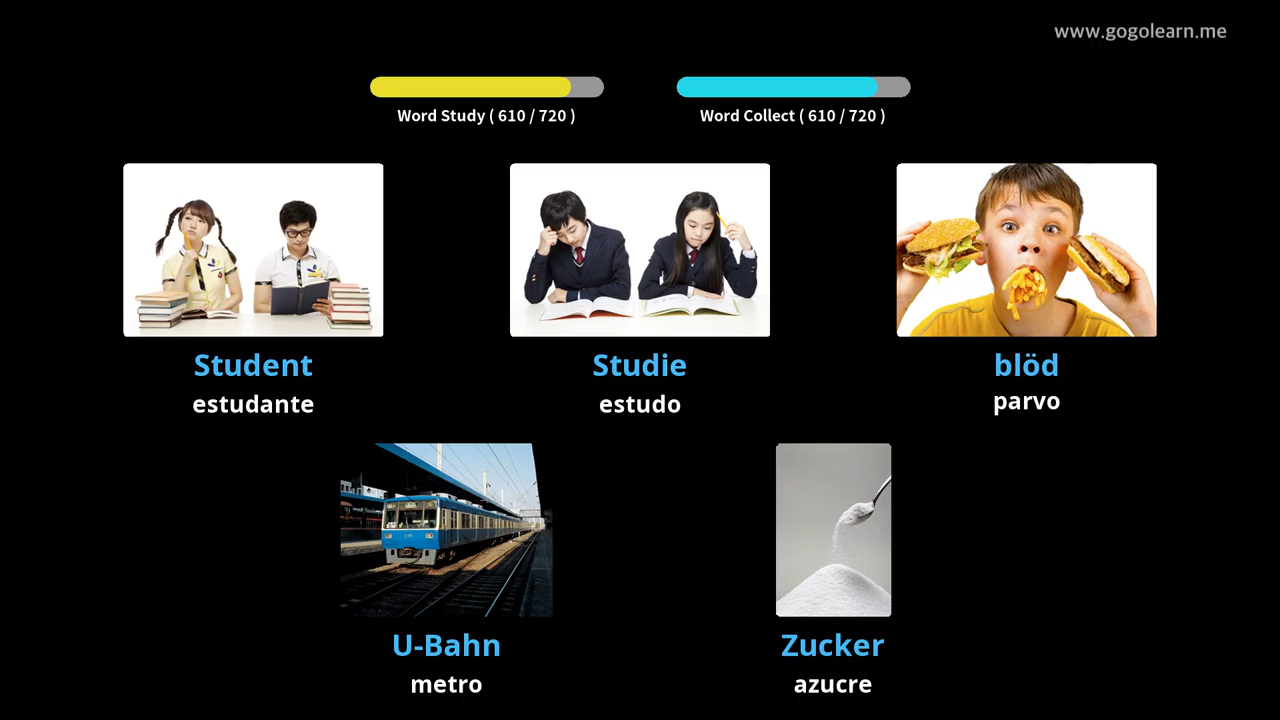 www.gogolearn.me
Word Study ( 610 / 720 )
Word Collect ( 610 / 720 )
Student
estudante
Studie
estudo
blöd
parvo
U-Bahn
metro
Zucker
azucre